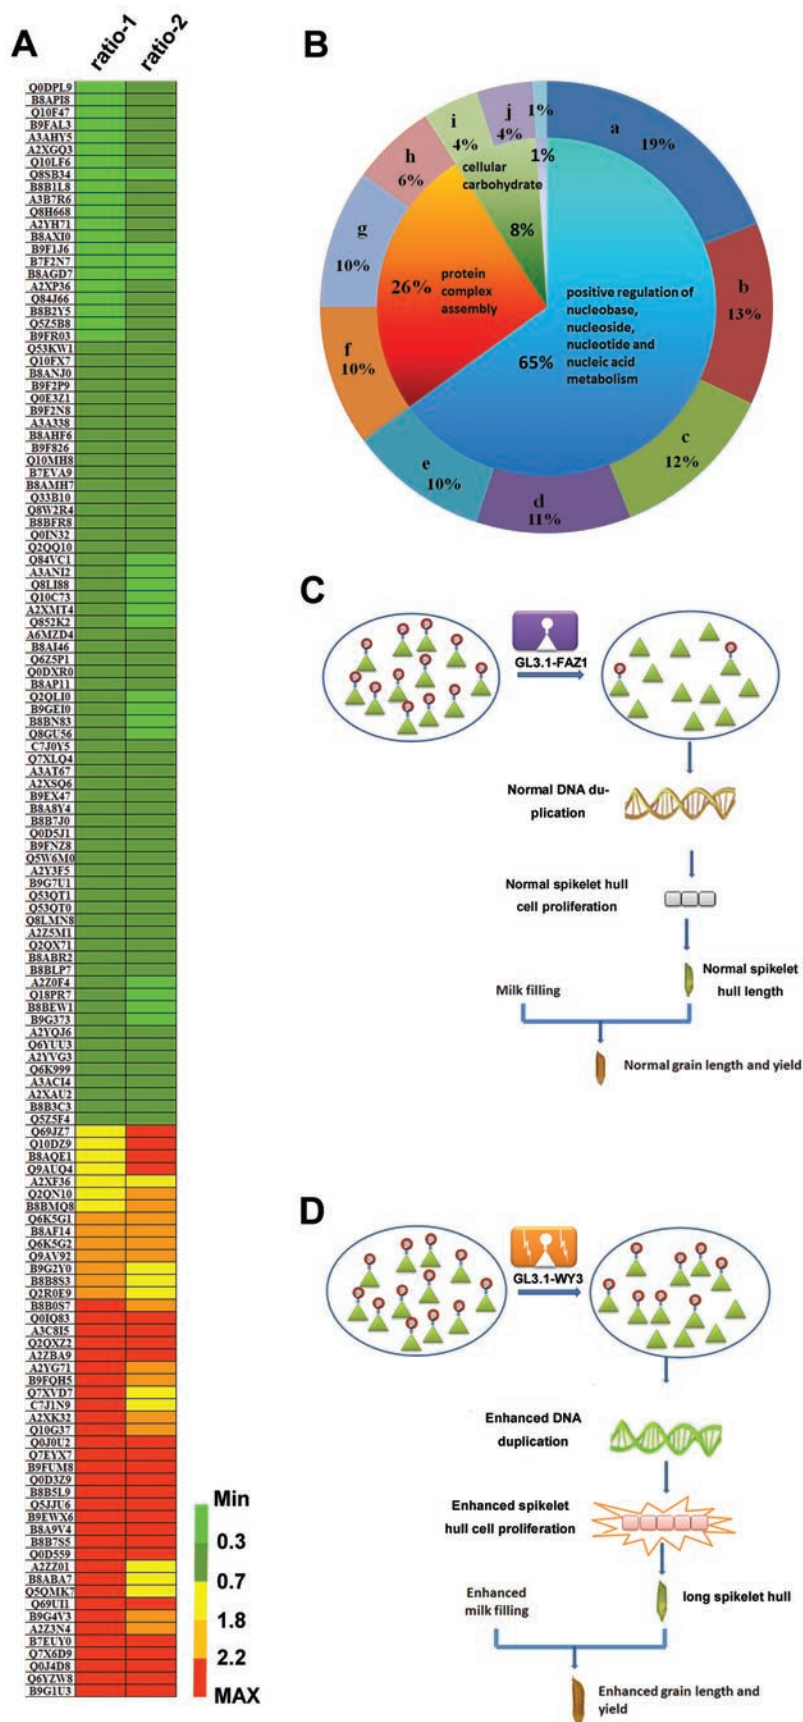 A
ratio-1
ratio-2
Q0DPL9
B8API8
Q10F47
B9FAL3
A3AHY5
A2XGQ3
Q10LF6
Q8SB34
B8B1L8
A3B7R6
Q8H668
A2YH71
B8AXI0
B9F1J6
B7F2N7
B8AGD7
A2XP36
Q84J66
B8B2Y5
Q5Z5B8
B9FR03
Q53KW1
Q10FX7
B8ANJ0
B9F2P9
Q0E3Z1
B9F2N8
A3A338
B8AHF6
B9F826
Q10MH8
B7EVA9
B8AMH7
Q33B10
Q8W2R4
B8BFR8
Q0IN32
Q2QQ10
Q84VC1
A3ANI2
Q8LI88
Q10C73
A2XMT4
Q852K2
A6MZD4
B8AI46
Q6Z5P1
Q0DXR0
B8AP11
Q2QLI0
B9GEI0
B8BN83
Q8GU56
C7J0Y5
Q7XLQ4
A3AT67
A2XSQ6
B9EX47
B8A8Y4
B8B7J0
Q0D5J1
B9FNZ8
Q5W6M0
A2Y3F5
B9G7U1
Q53QT1
Q53QT0
Q8LMN8
A2Z5M1
Q2QX71
B8ABR2
B8BLP7
A2Z0F4
Q18PR7
B8BEW1
B9G373
A2YQJ6
Q6YUU3
A2YVG3
Q6K999
A3ACI4
A2XAU2
B8B3C3
Q5Z5F4
Q69JZ7
Q10DZ9
B8AQE1
Q9AUQ4
A2XF36
Q2QN10
B8BMQ8
Q6K5G1
B8AF14
Q6K5G2
Q9AV92
B9G2Y0
B8B8S3
Q2R0E9
B8B0S7
Q0IQ83
A3C8I5
Q2QXZ2
A2ZBA9
A2YG71
B9FQH5
Q7XVD7
C7J1N9
A2XK32
Q10G37
Q0J0U2
Q7EYX7
B9FUM8
Q0D3Z9
B8B5L9
Q5JJU6
B9EWX6
B8A9V4
B8B7S5
Q0D559
A2ZZ01
B8ABA7
Q5QMK7
Q69UI1
B9G4V3
A2Z3N4
B7EUY0
Q7X6D9
Q0J4D8
Q6YZW8
B9G1U3
Min
0.3
0.7
1.8
2.2
MAX
B
a
19%
b
13%
c
12%
d
11%
e
10%
f
10%
g
10%
h
6%
i
4%
j
4%
1%
1%
cellular
carbohydrate
8%
26%
protein
complex
assembly
positive regulation of
nucleobase,
nucleoside,
nucleotide and
nucleic acid
metabolism
65%
C
GL3.1-FAZ1
Normal DNA du-
plication
Normal spikelet hull
cell proliferation
Normal spikelet
hull length
Milk filling
Normal grain length and yield
D
GL3.1-WY3
Enhanced DNA
duplication
Enhanced spikelet
hull cell proliferation
long spikelet hull
Enhanced
milk filling
Enhanced grain length and
yield